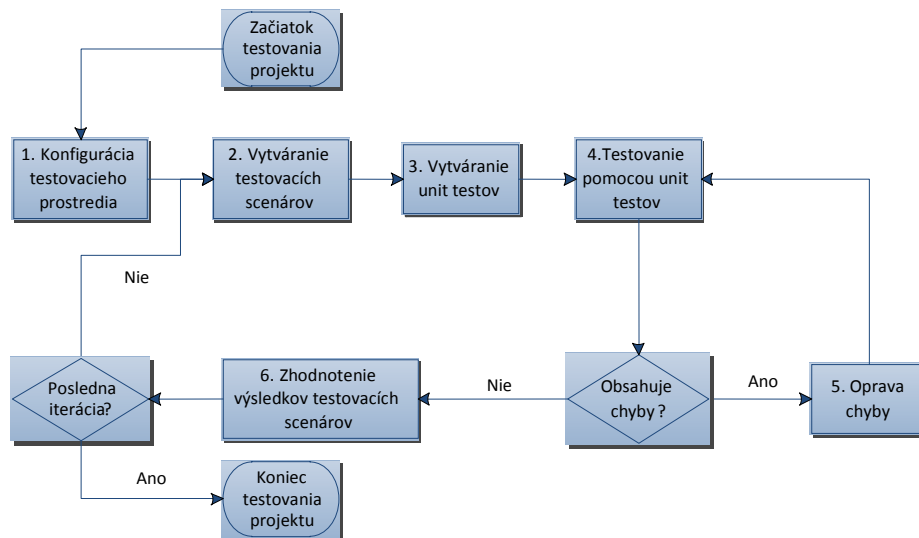 Začiatok
testovania
projektu
1. Konfigurácia
testovacieho
prostredia
2. Vytváranie
testovacích
scenárov
3. Vytváranie
unit testov
4.Testovanie
pomocou unit
testov
Nie
Posledna
iterácia?
6. Zhodnotenie
výsledkov testovacích
scenárov
Nie
Obsahuje
chyby ?
Ano
5. Oprava
chyby
Ano
Koniec
testovania
projektu